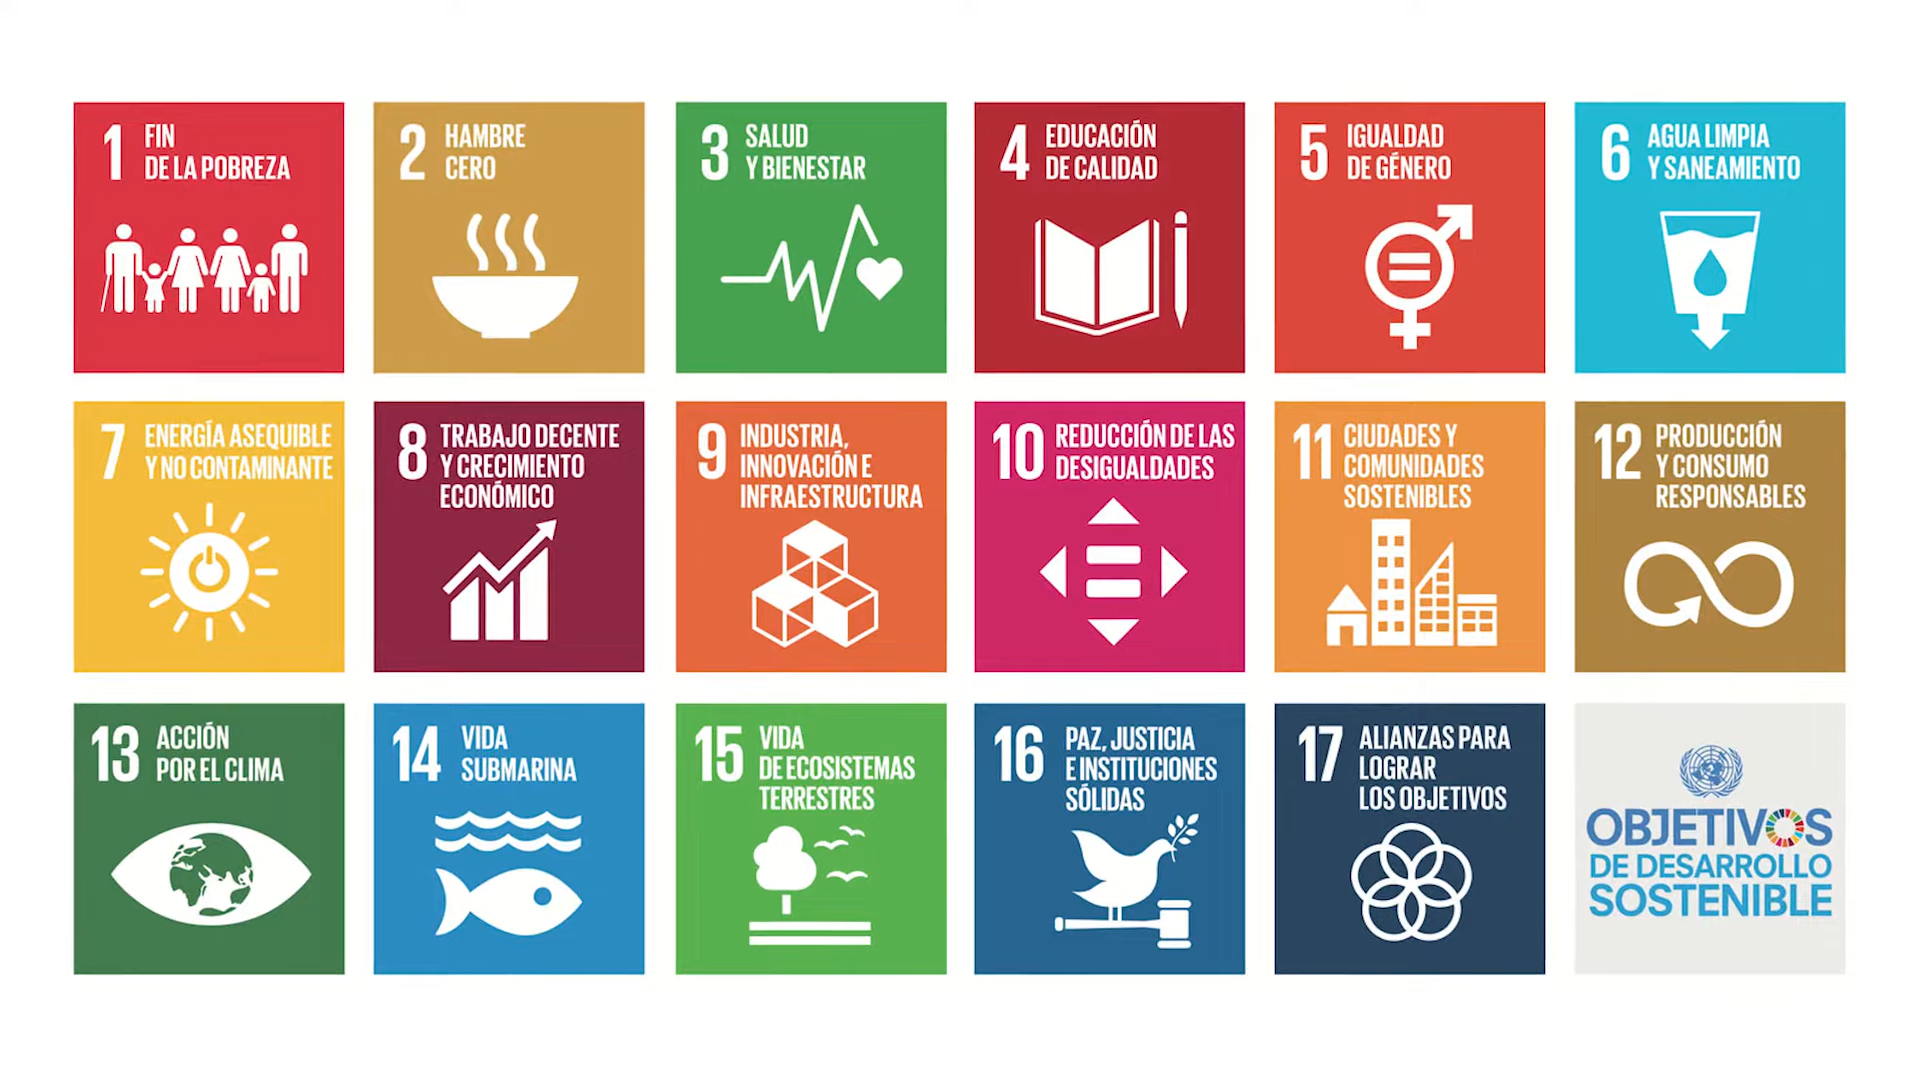 1 FIN
DE LA POBREZA
2 HAMBRE
CERO
3 SALUD
Y BIENESTAR
4 EDUCACIÓN
DE CALIDAD
5 IGUALDAD
DE GÉNERO
6 AGUA LIMPIA
Y SANEAMIENTO
7 ENERGÍA ASEQUIBLE
Y NO CONTAMINANTE
8 TRABAJO DECENTE
Y CRECIMIENTO
ECONÓMICO
9 INDUSTRIA,
INNOVACIÓN E
INFRAESTRUCTURA
10 REDUCCIÓN DE LAS
DESIGUALDADES
11 CIUDADES Y
COMUNIDADES
SOSTENIBLES
12 PRODUCCIÓN
Y CONSUMO
RESPONSABLES
13 ACCIÓN
POR EL CLIMA
14 VIDA
SUBMARINA
15 VIDA
DE ECOSISTEMAS
TERRESTRES
16 PAZ, JUSTICIA
E INSTITUCIONES
SÓLIDAS
17 ALIANZAS PARA
LOGRAR
LOS OBJETIVOS
OBJETIVOS
DE DESARROLLO
SOSTENIBLE